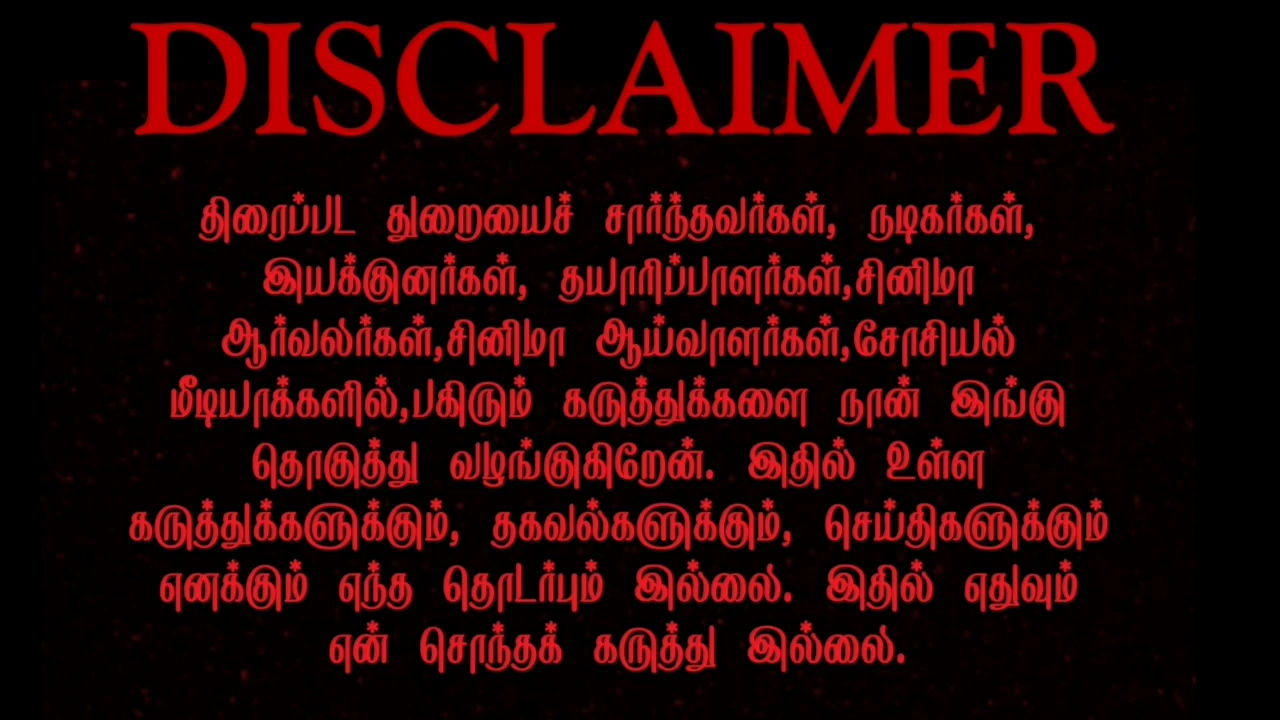 DISCLAIMER
திரைப்பட துறையைச் சார்ந்தவர்கள், நடிகர்கள்,
இயக்குனர்கள், தயாரிப்பாளர்கள்,சினிமா
ஆர்வலர்கள்,சினிமா ஆய்வாளர்கள்,சோசியல்
மீடியாக்களில்,பகிரும் கருத்துக்களை நான் இங்கு
தொகுத்து வழங்குகிறேன். இதில் உள்ள
கருத்துக்களுக்கும், தகவல்களுக்கும், செய்திகளுக்கும்
எனக்கும் எந்த தொடர்பும் இல்லை. இதில் எதுவும்
என் சொந்தக் கருத்து இல்லை.